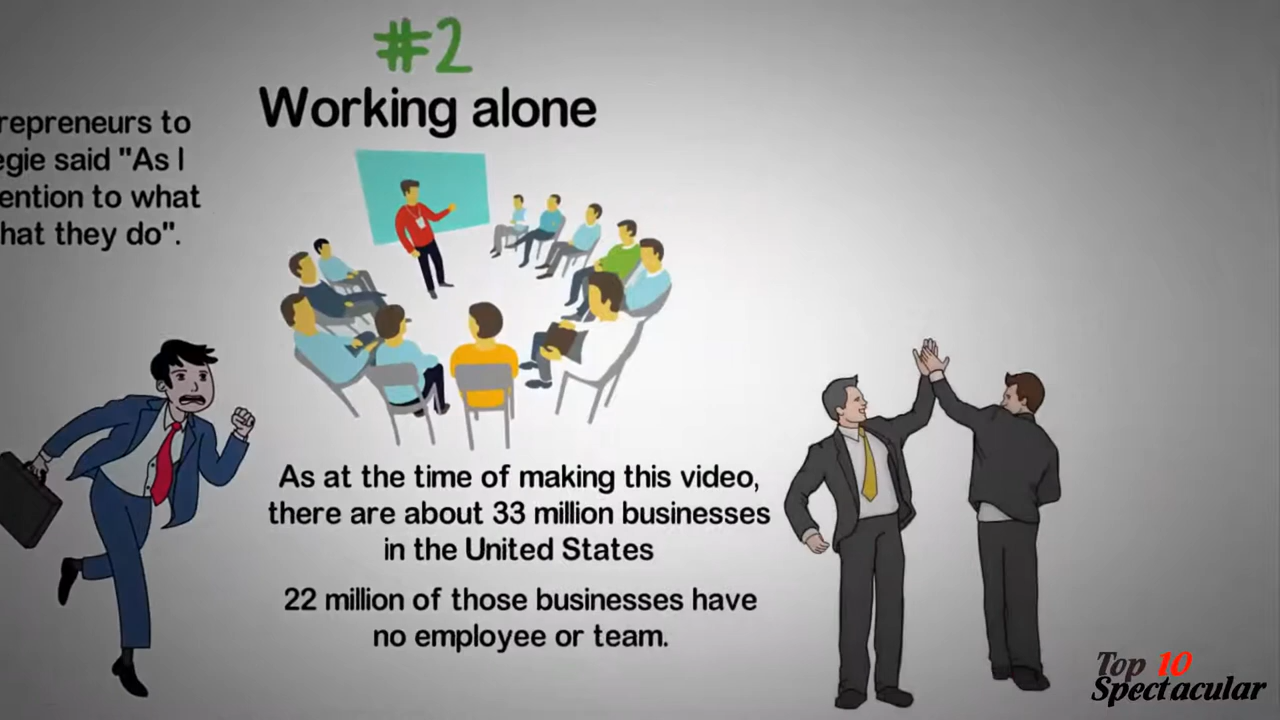 #2
Working alone
repreneurs to
egie said "As I
ention to what
hat they do".
As at the time of making this video,
there are about 33 million businesses
in the United States
22 million of those businesses have
no employee or team.
Top 10
Spectacular